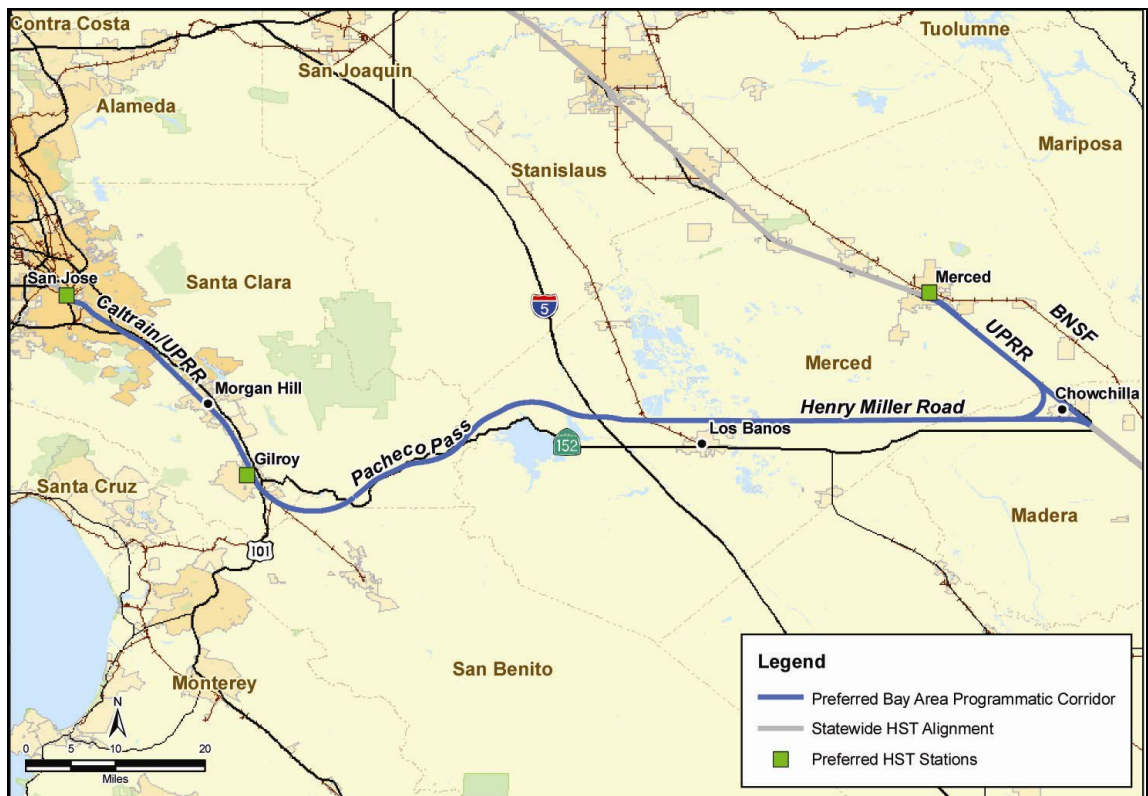 Contra Costa
Tuolumne
San Joaquin
Alameda
Mariposa
Stanislaus
Santa Clara
San Jose
Merced
5
Caltrain/UPRR
BNSF
UPRR
Merced
Morgan Hill
Chowchilla
Henry Miller Road
Los Banos
152
Pacheco Pass
Gilroy
Santa Cruz
Madera
101
San Benito
Monterey
N
0 5 10 20
Miles
Legend
Preferred Bay Area Programmatic Corridor
Statewide HST Alignment
Preferred HST Stations